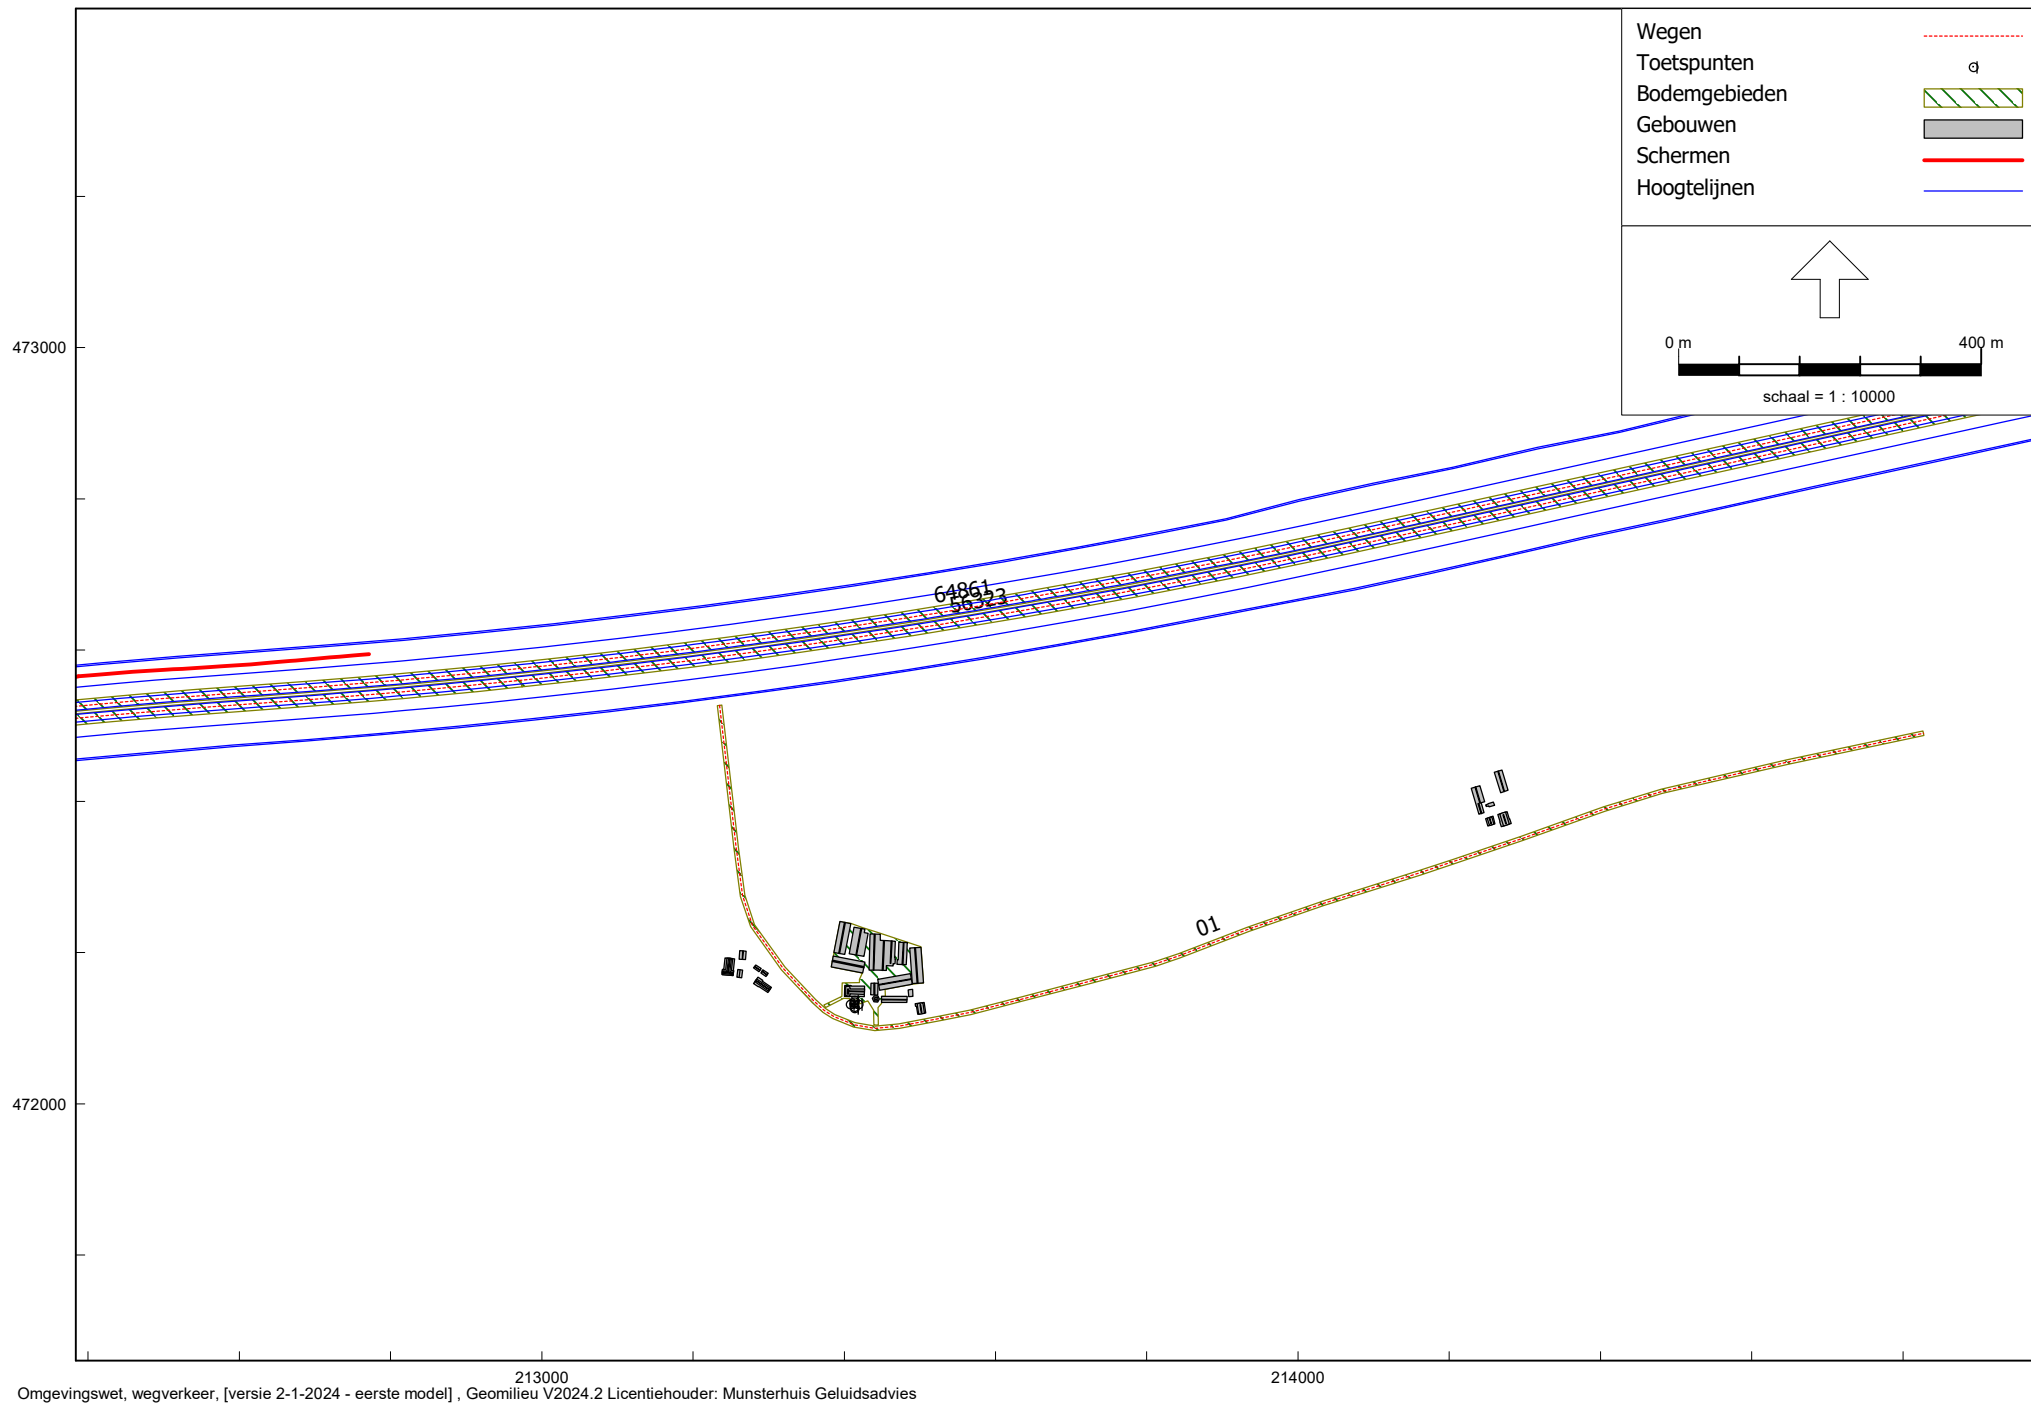 Wegen
Toetspunten
Bodemgebieden
Gebouwen
Schermen
Hoogtelijnen
0 m 400 m
schaal = 1 : 10000
473000
64861
56323
01
472000
213000 214000
Omgevingswet, wegverkeer, [versie 2-1-2024 - eerste model] , Geomilieu V2024.2 Licentiehouder: Munsterhuis Geluidsadvies